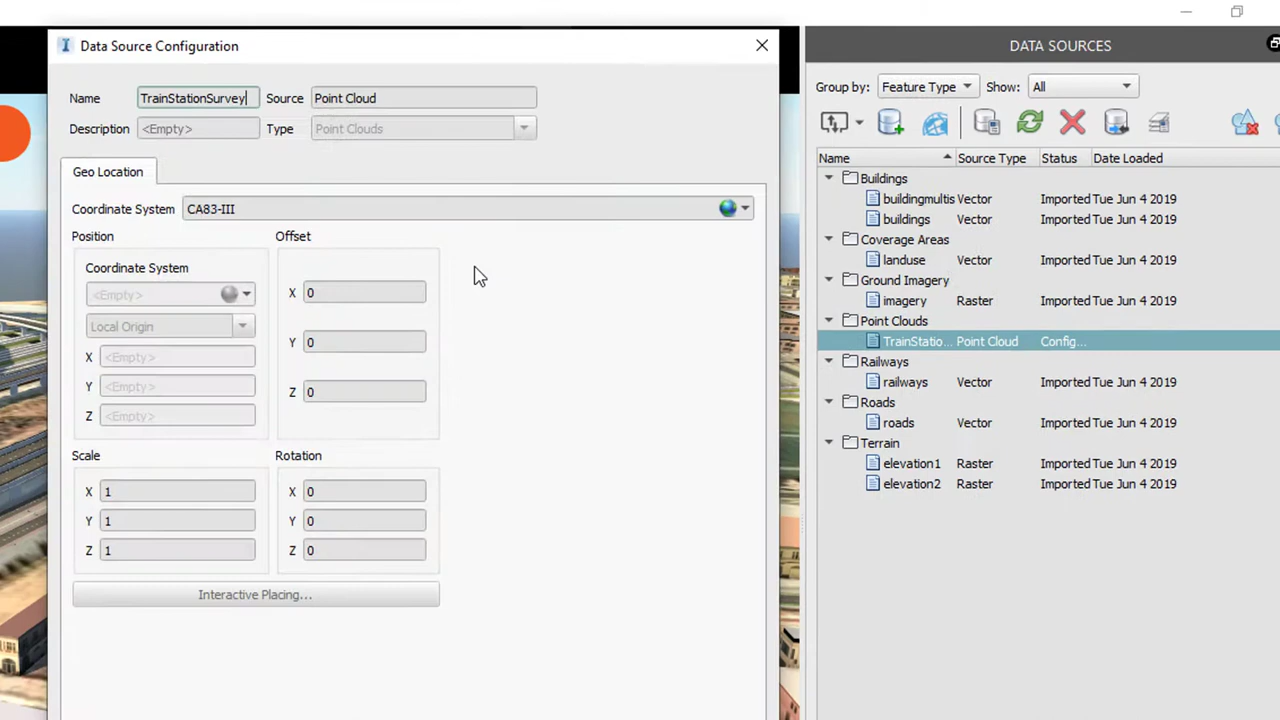 Data Source Configuration
Name TrainStationSurvey Source Point Cloud
Description <Empty> Type Point Clouds
Geo Location
Coordinate System CA83-III
Position Offset
Coordinate System
<Empty> X 0
Local Origin
X <Empty> Y 0
Y <Empty>
Z <Empty> Z 0
Scale Rotation
X 1 X 0
Y 1 Y 0
Z 1 Z 0
Interactive Placing...
DATA SOURCES
Group by: Feature Type Show: All
Name Source Type Status Date Loaded
Buildings
buildingmultis Vector Imported Tue Jun 4 2019
buildings Vector Imported Tue Jun 4 2019
Coverage Areas
landuse Vector Imported Tue Jun 4 2019
Ground Imagery
imagery Raster Imported Tue Jun 4 2019
Point Clouds
TrainStatio... Point Cloud Config...
Railways
railways Vector Imported Tue Jun 4 2019
Roads
roads Vector Imported Tue Jun 4 2019
Terrain
elevation1 Raster Imported Tue Jun 4 2019
elevation2 Raster Imported Tue Jun 4 2019